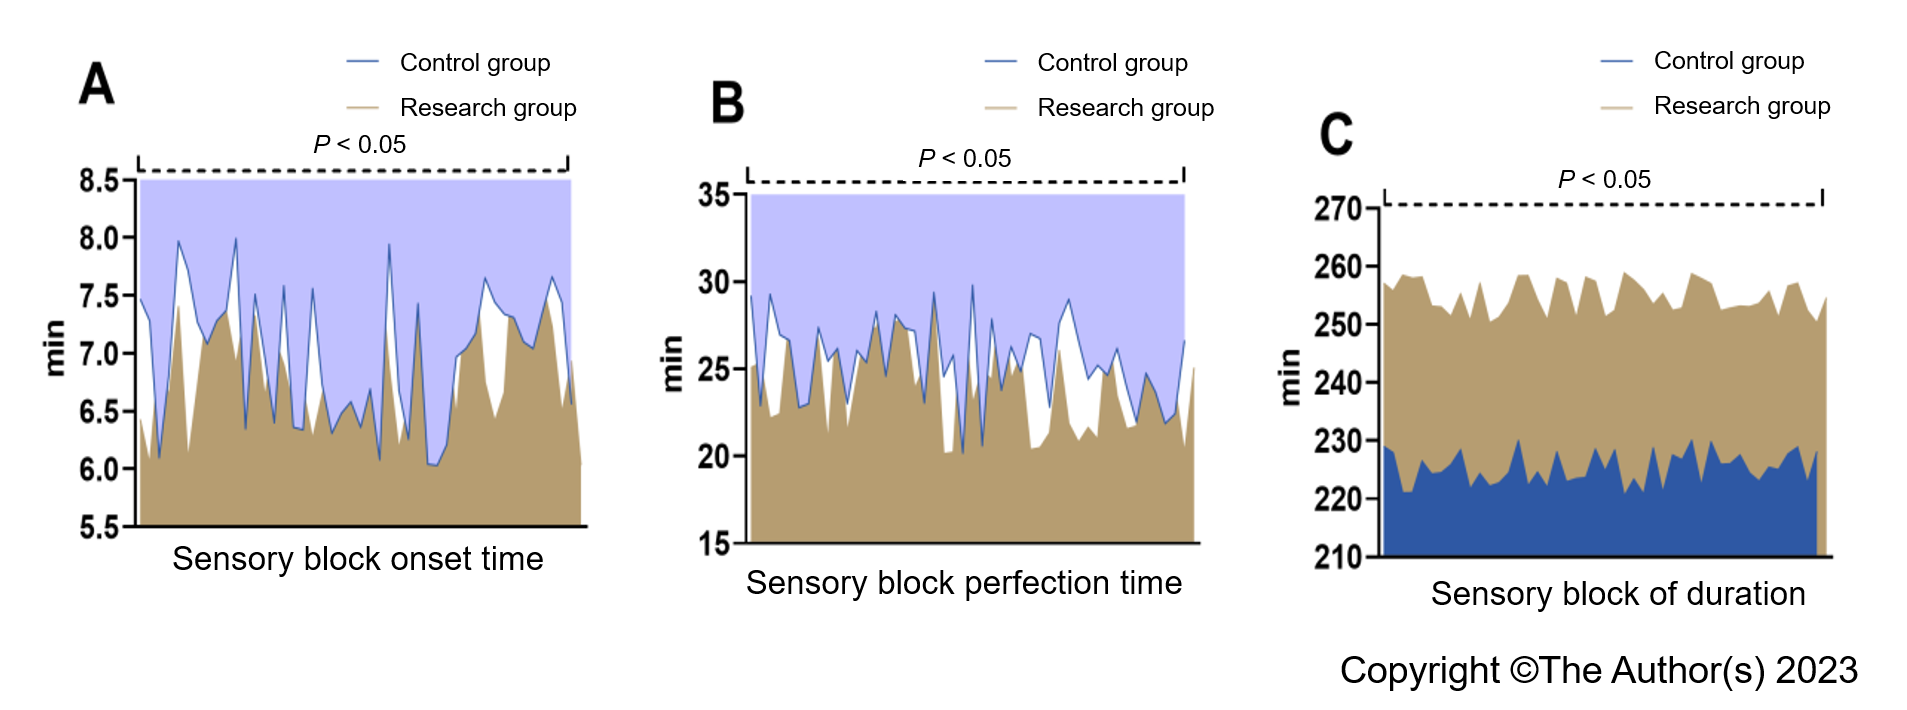 A
Control group
Research group
P < 0.05
8.5
8.0
7.5
7.0
6.5
6.0
5.5
min
Sensory block onset time
B
Control group
Research group
P < 0.05
35
30
25
20
15
min
Sensory block perfection time
C
Control group
Research group
P < 0.05
270
260
250
240
230
220
210
min
Sensory block of duration
Copyright ©The Author(s) 2023